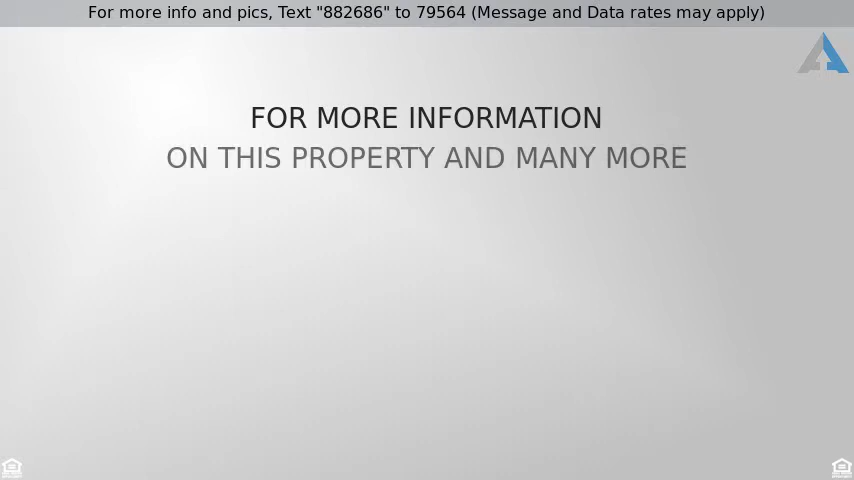 For more info and pics, Text "882686" to 79564 (Message and Data rates may apply)
FOR MORE INFORMATION
ON THIS PROPERTY AND MANY MORE